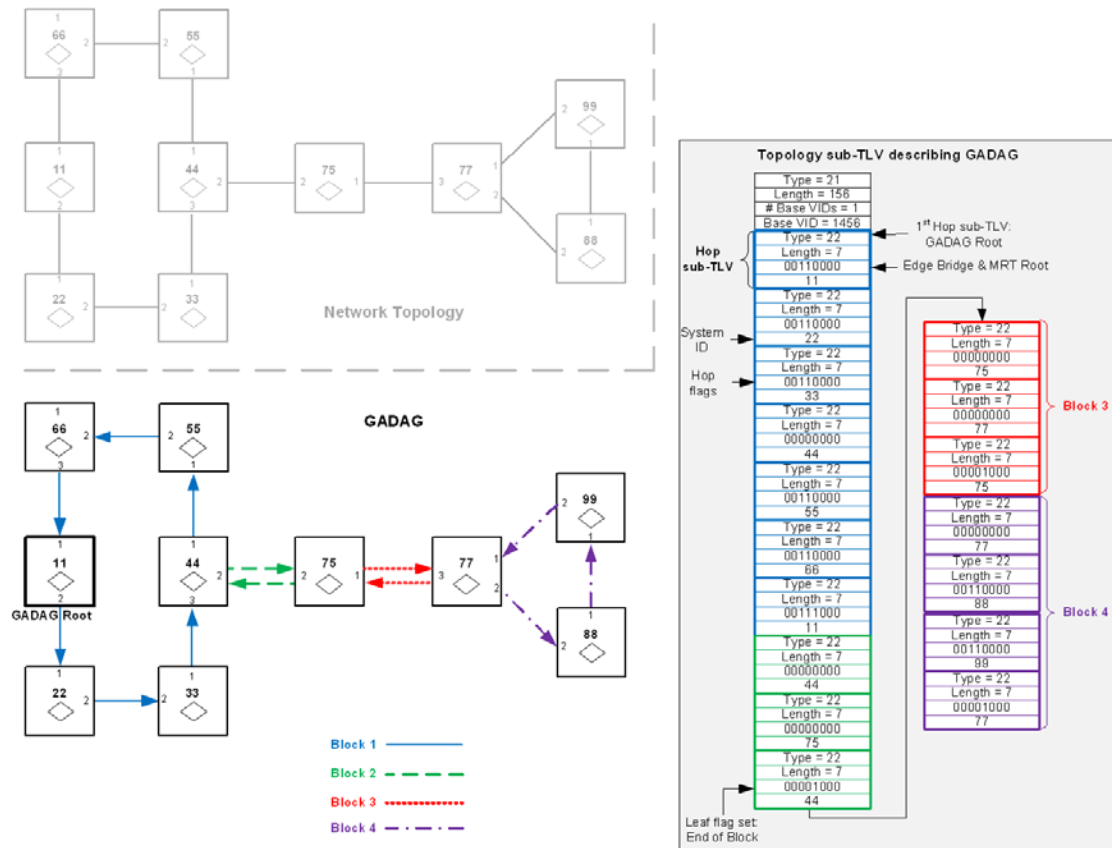 1
66
2
3
2
55
1
1
11
2
1
44
2
3
2
75
1
1
77
3
2
2
99
1
1
88
2
1
22
2
1
33
2
Network Topology
GADAG
1
66
2
3
2
55
1
1
11
2
GADAG Root
1
44
2
3
2
75
1
1
77
3
2
2
99
1
1
88
2
1
22
2
1
33
2
Block 1
Block 2
Block 3
Block 4
Topology sub-TLV describing GADAG
Type = 21
Length = 156
# Base VIDs = 1
Base VID = 1456
Hop
sub-TLV
1st Hop sub-TLV:
GADAG Root
Edge Bridge & MRT Root
System
ID
Hop
flags
Type = 22
Length = 7
00110000
11
Type = 22
Length = 7
00110000
22
Type = 22
Length = 7
00110000
33
Type = 22
Length = 7
00000000
44
Type = 22
Length = 7
00110000
55
Type = 22
Length = 7
00110000
66
Type = 22
Length = 7
00111000
11
Type = 22
Length = 7
00000000
44
Type = 22
Length = 7
00000000
75
Type = 22
Length = 7
00001000
44
Leaf flag set:
End of Block
Type = 22
Length = 7
00000000
75
Type = 22
Length = 7
00000000
77
Type = 22
Length = 7
00001000
75
Block 3
Type = 22
Length = 7
00000000
77
Type = 22
Length = 7
00110000
88
Type = 22
Length = 7
00110000
99
Type = 22
Length = 7
00001000
77
Block 4